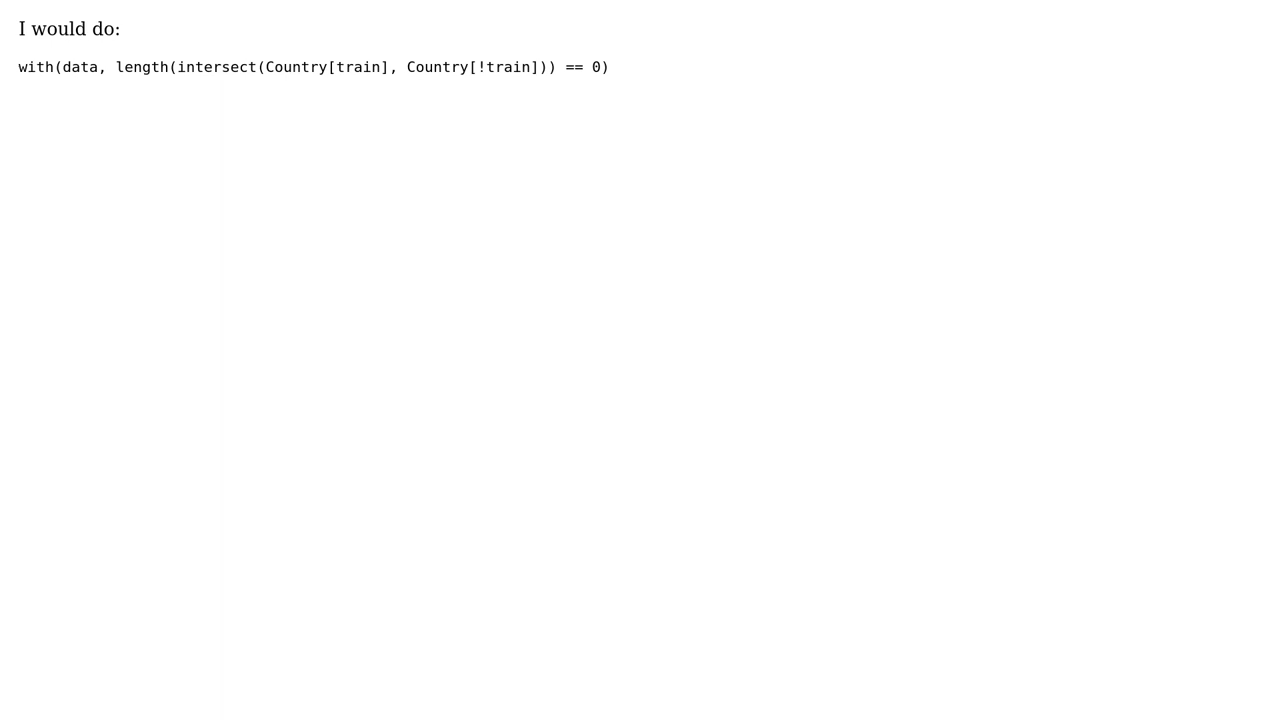 I would do:
with(data, length(intersect(Country[train], Country[!train])) == 0)